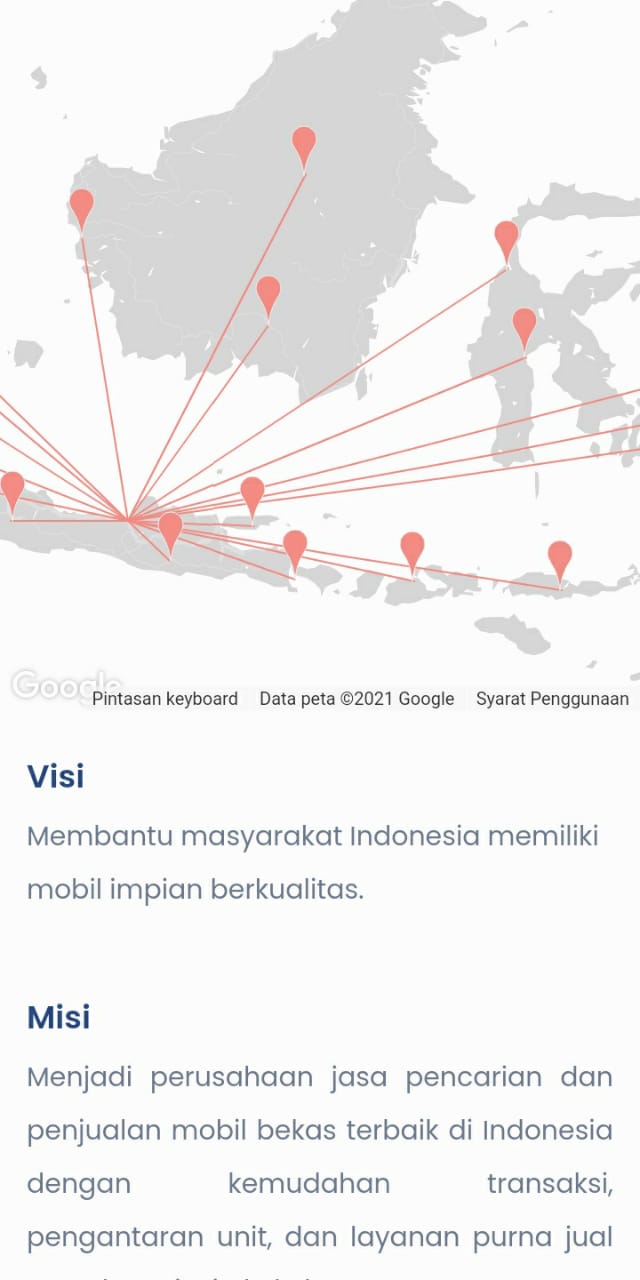 Google
Pintasan keyboard Data peta ©2021 Google Syarat Penggunaan
Visi
Membantu masyarakat Indonesia memiliki
mobil impian berkualitas.
Misi
Menjadi perusahaan jasa pencarian dan
penjualan mobil bekas terbaik di Indonesia
dengan kemudahan transaksi,
pengantaran unit, dan layanan purna jual